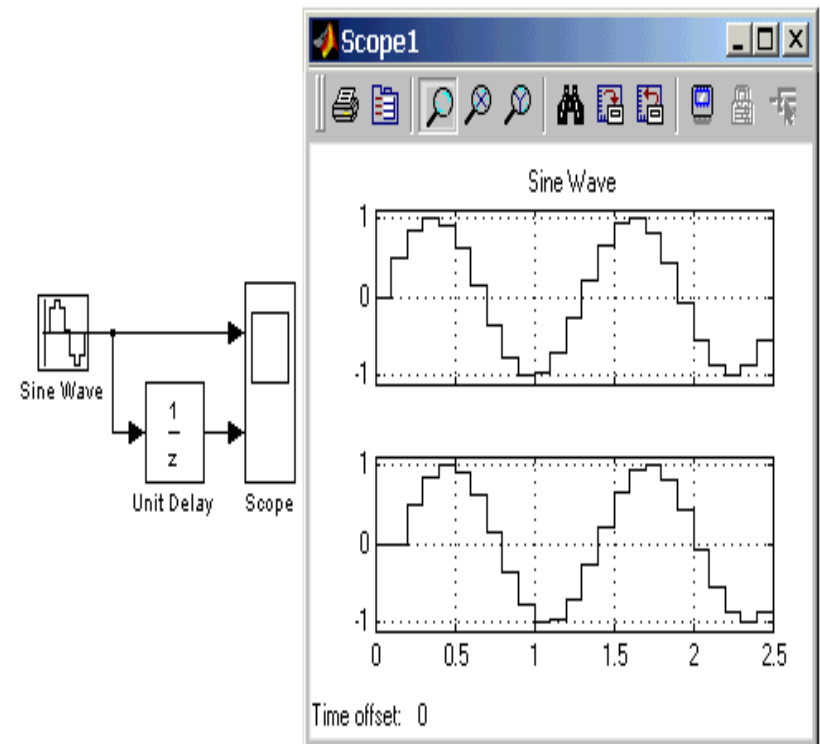 Scope1
Sine Wave
1
0
-1
Sine Wave
1
z
Unit Delay
Scope
1
0
-1
0 0.5 1 1.5 2 2.5
Time offset: 0